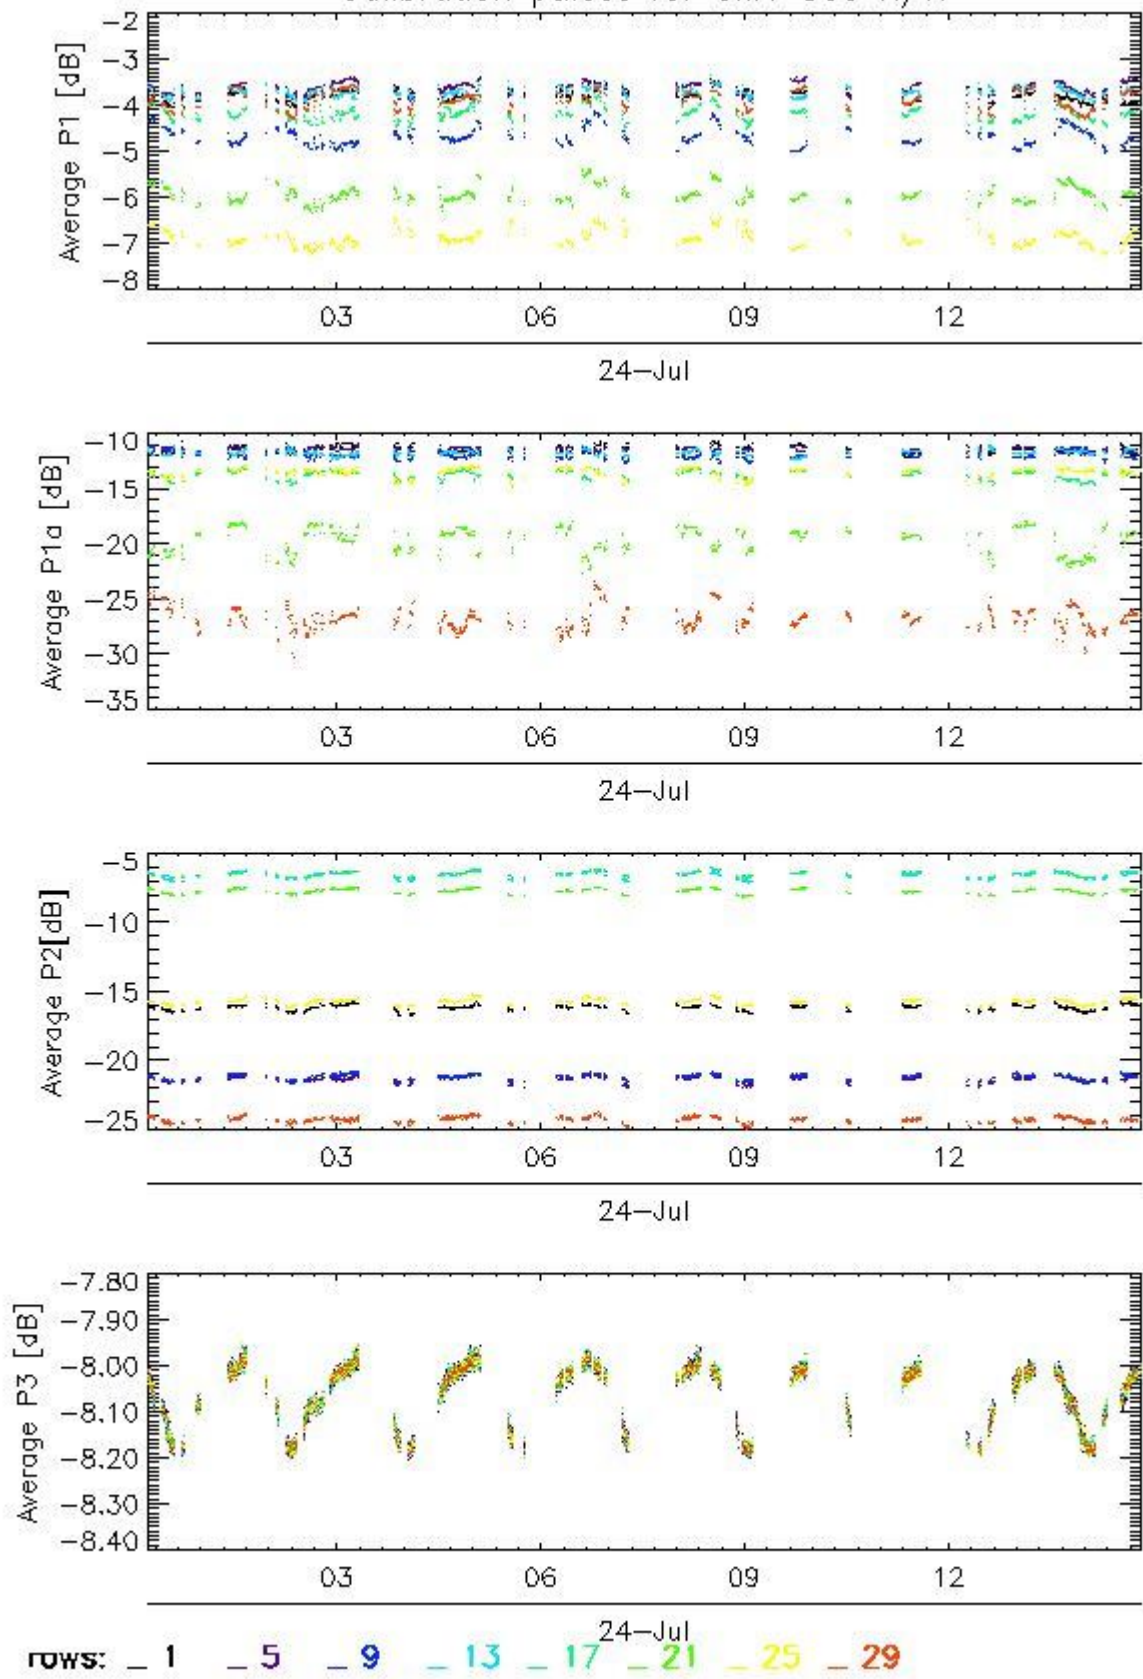 -2
-3
-4
-5
-6
-7
-8
Average P1 [dB]
03 06 09 12
24-Jul
-10
-15
-20
-25
-30
-35
Average P1a [dB]
03 06 09 12
24-Jul
-5
-10
-15
-20
-25
Average P2[dB]
03 06 09 12
24-Jul
-7.80
-7.90
-8.00
-8.10
-8.20
-8.30
-8.40
Average P3 [dB]
03 06 09 12
24-Jul
rows: _ 1 _ 5 _ 9 _ 13 _ 17 _ 21 _ 25 _ 29